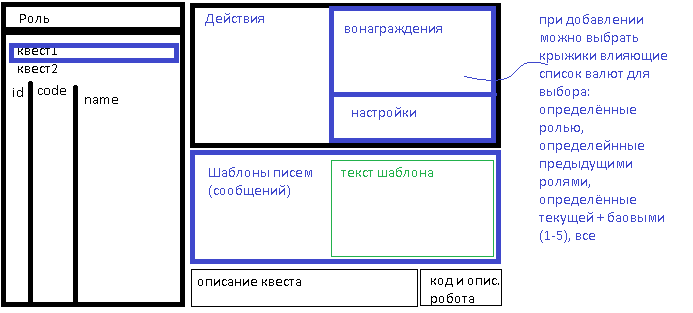 Роль
квест1
квест2
id
code
name
Действия
вонаграждения
настройки
Шаблоны писем
(сообщений)
текст шаблона
описание квеста
код и опис.
робота
при добавлении
можно выбрать
крыжики влияющие
список валют для
выбора:
определённые
ролью,
определейнные
предыдущими
ролями,
определённые
текущей + баовыми
(1-5), все